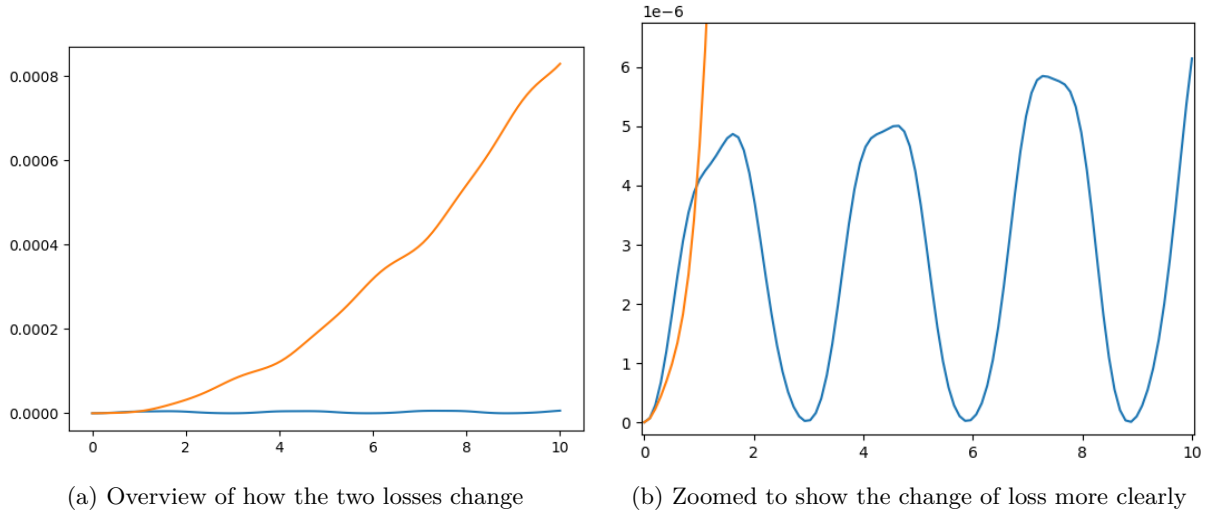 0.0008
0.0006
0.0004
0.0002
0.0000
0 2 4 6 8 10
(a) Overview of how the two losses change
1e−6
6
5
4
3
2
1
0
0 2 4 6 8 10
(b) Zoomed to show the change of loss more clearly